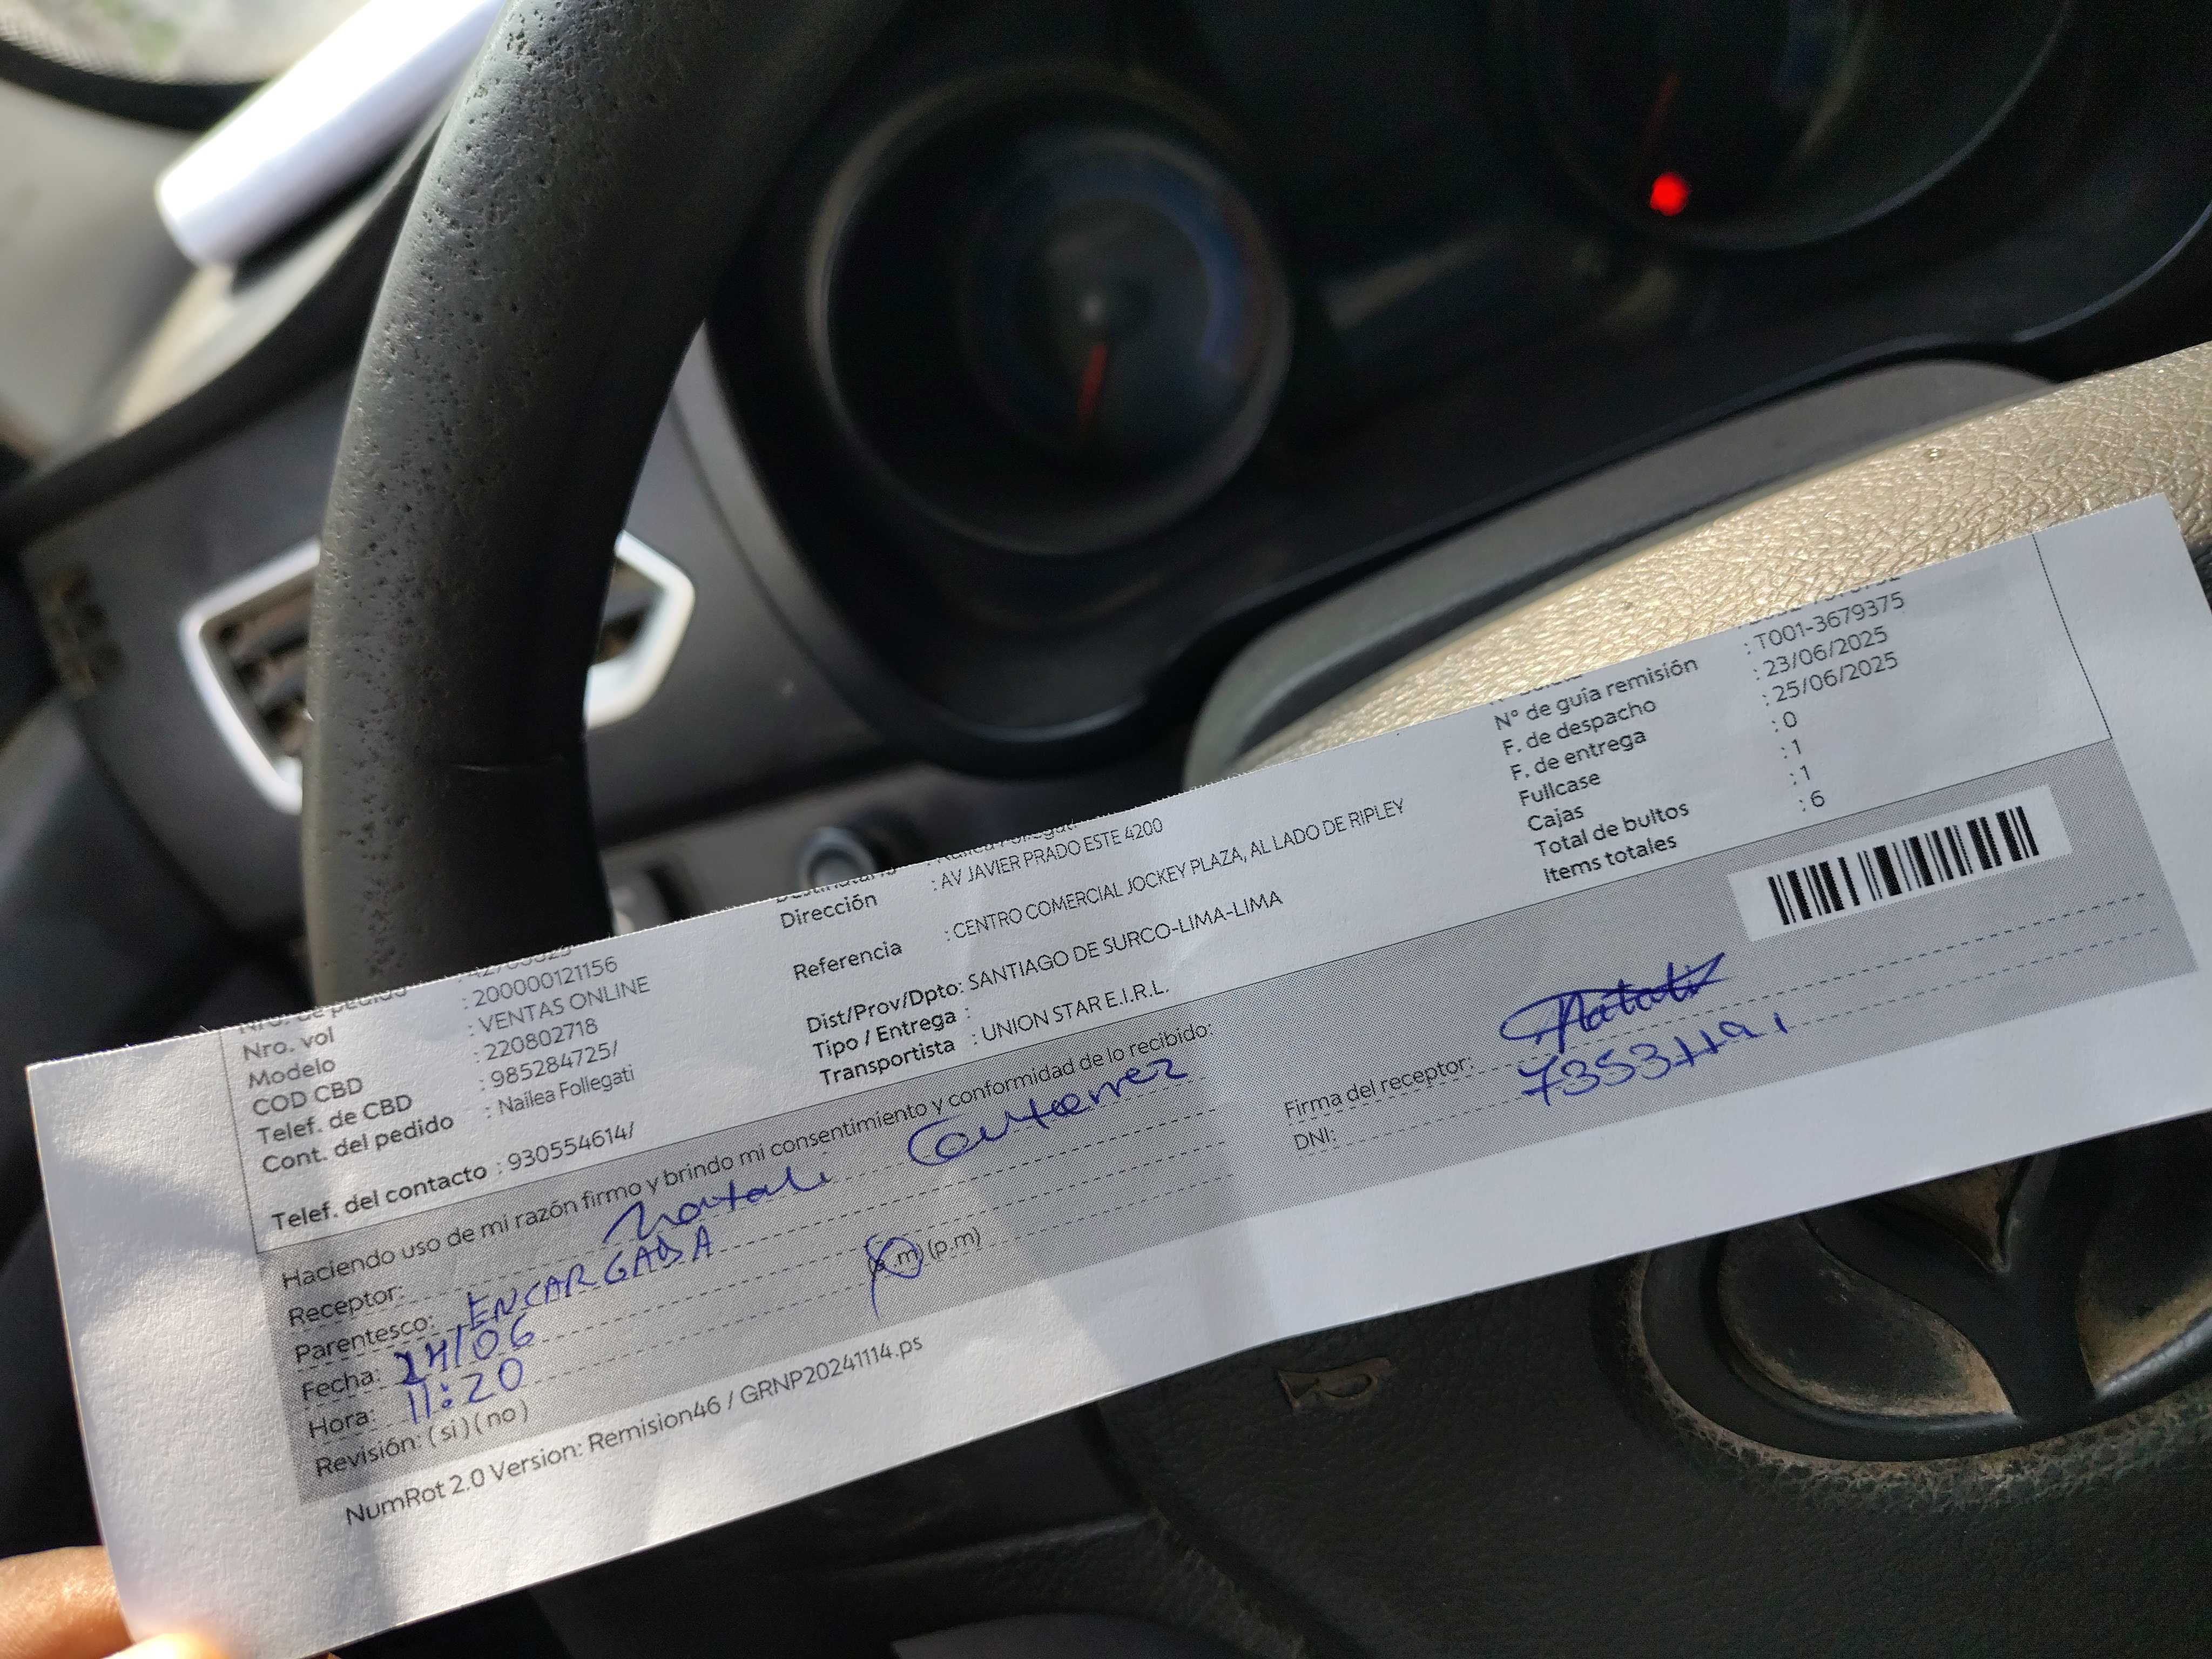 : 200000121156
Nro. vol : VENTAS ONLINE
Modelo : 220802718
COD CBD : 985284725/
Telef. de CBD : Nailea Follegati
Cont. del pedido
Telef. del contacto : 930554614/
Dirección : AV JAVIER PRADO ESTE 4200
Referencia : CENTRO COMERCIAL JOCKEY PLAZA, AL LADO DE RIPLEY
Dist/Prov/Dpto: SANTIAGO DE SURCO-LIMA-LIMA
Tipo / Entrega :
Transportista : UNION STAR E.I.R.L.
N° de guía remisión : T001-3679375
F. de despacho : 23/06/2025
F. de entrega : 25/06/2025
Fullcase : 0
Cajas : 1
Total de bultos : 1
Items totales : 6
Haciendo uso de mi razón firmo y brindo mi consentimiento y conformidad de lo recibido:
Receptor: Natali Gutierrez
Parentesco: ENCARGADA
Fecha: 24/06
Hora: 11:20 (a.m) (p.m)
Revisión: (si) (no)
Firma del receptor:
DNI:
NumRot 2.0 Version: Remision46 / GRNP20241114.ps